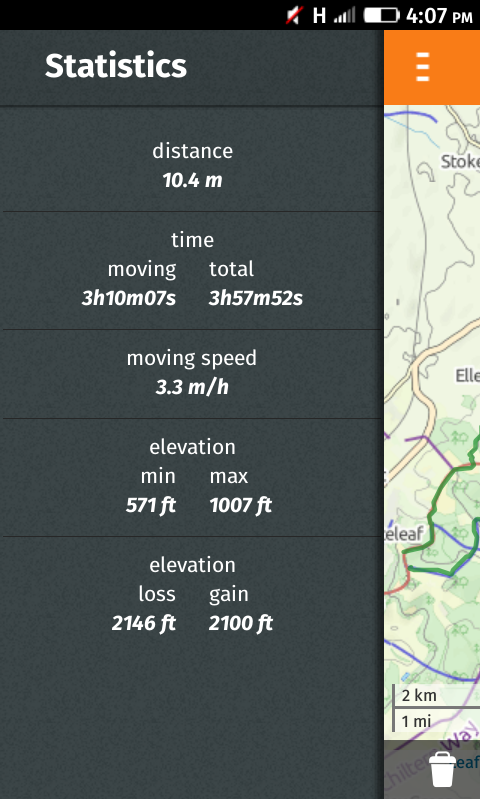 H 4:07 PM
Statistics
distance
10.4 m
time
moving total
3h10m07s 3h57m52s
moving speed
3.3 m/h
elevation
min max
571 ft 1007 ft
elevation
loss gain
2146 ft 2100 ft
Stoke
Elle
eleaf
2 km
1 mi
Way
eaf